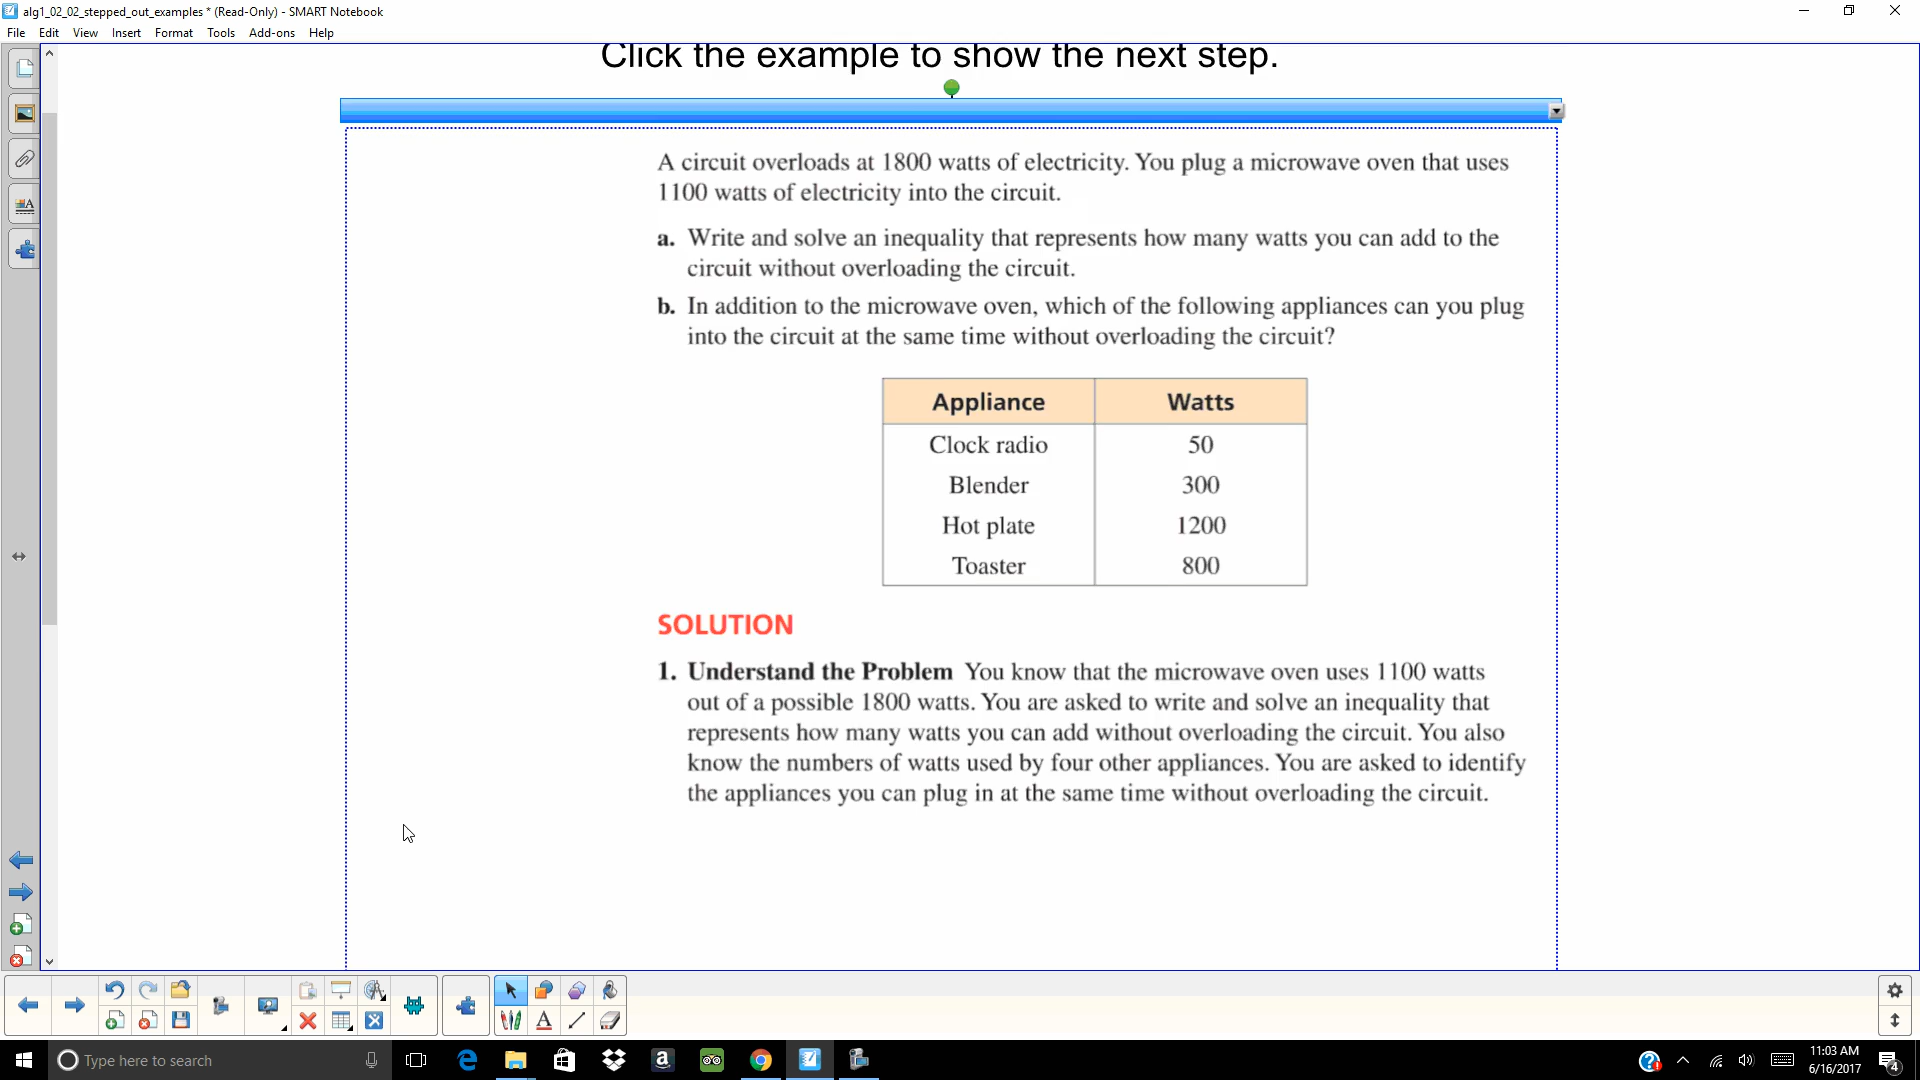 alg1_02_02_stepped_out_examples * (Read-Only) - SMART Notebook
File Edit View Insert Format Tools Add-ons Help
Click the example to show the next step.
A circuit overloads at 1800 watts of electricity. You plug a microwave oven that uses
1100 watts of electricity into the circuit.
a. Write and solve an inequality that represents how many watts you can add to the
circuit without overloading the circuit.
b. In addition to the microwave oven, which of the following appliances can you plug
into the circuit at the same time without overloading the circuit?
Appliance Watts
Clock radio 50
Blender 300
Hot plate 1200
Toaster 800
SOLUTION
1. Understand the Problem You know that the microwave oven uses 1100 watts
out of a possible 1800 watts. You are asked to write and solve an inequality that
represents how many watts you can add without overloading the circuit. You also
know the numbers of watts used by four other appliances. You are asked to identify
the appliances you can plug in at the same time without overloading the circuit.
Type here to search
11:03 AM
6/16/2017
4